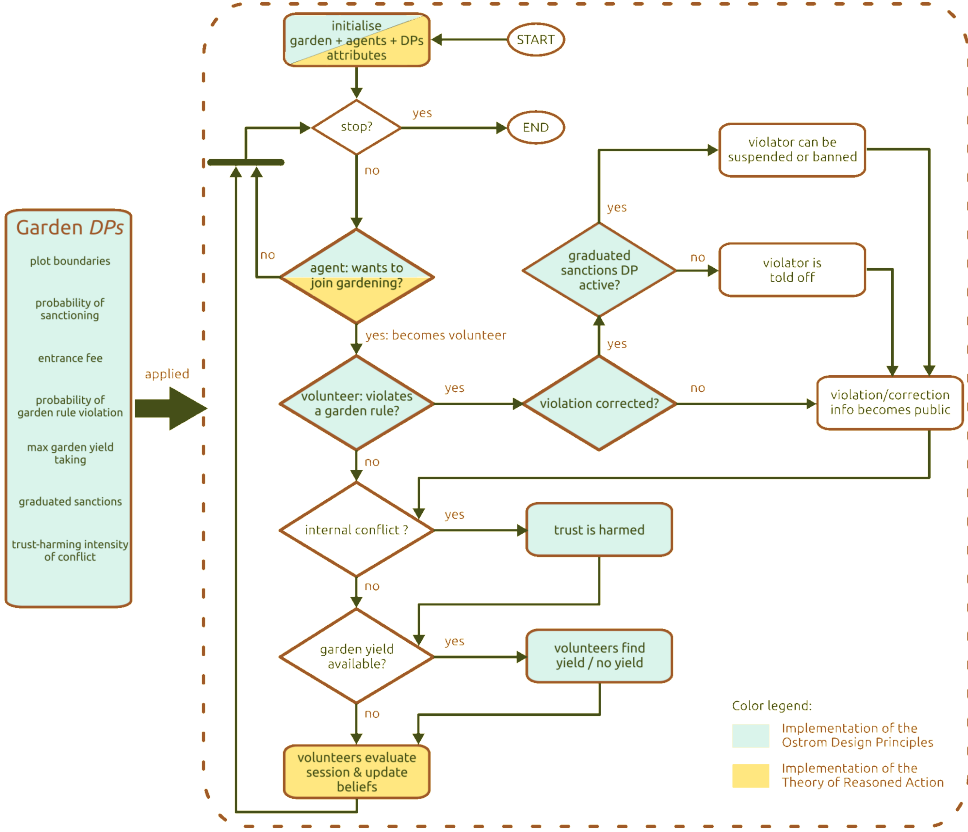 initialise
garden + agents + DPs
attributes
START
stop?
yes
END
no
violator can be
suspended or banned
Garden DPs
plot boundaries
probability of
sanctioning
entrance fee
probability of
garden rule violation
max garden yield
taking
graduated sanctions
trust-harming intensity
of conflict
applied
no
agent: wants to
join gardening?
yes
graduated
sanctions DP
active?
no
violator is
told off
yes: becomes volunteer
yes
volunteer: violates
a garden rule?
yes
violation corrected?
no
violation/correction
info becomes public
no
internal conflict ?
yes
trust is harmed
no
garden yield
available?
yes
volunteers find
yield / no yield
no
volunteers evaluate
session & update
beliefs
Color legend:
Implementation of the
Ostrom Design Principles
Implementation of the
Theory of Reasoned Action